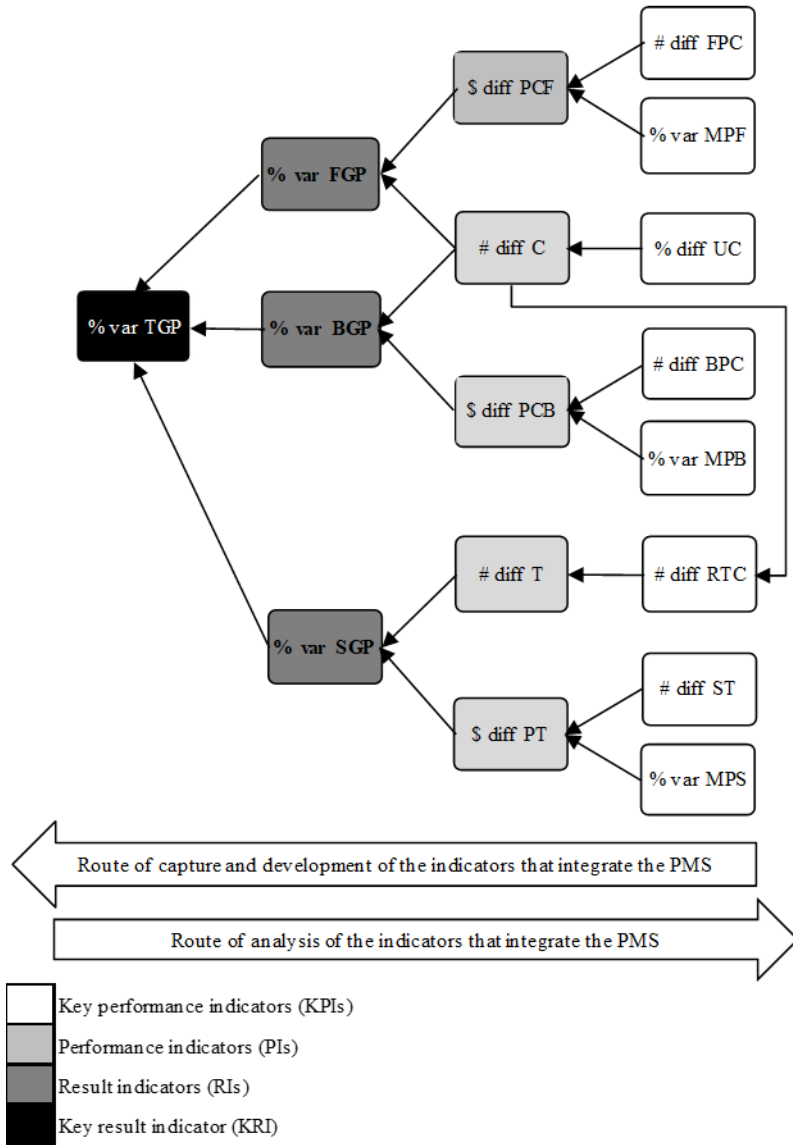 # diff FPC
$ diff PCF
% var MPF
% var FGP
# diff C
% diff UC
% var TGP
% var BGP
# diff BPC
$ diff PCB
% var MPB
# diff T
# diff RTC
% var SGP
# diff ST
$ diff PT
% var MPS
Route of capture and development of the indicators that integrate the PMS
Route of analysis of the indicators that integrate the PMS
Key performance indicators (KPIs)
Performance indicators (PIs)
Result indicators (RIs)
Key result indicator (KRI)